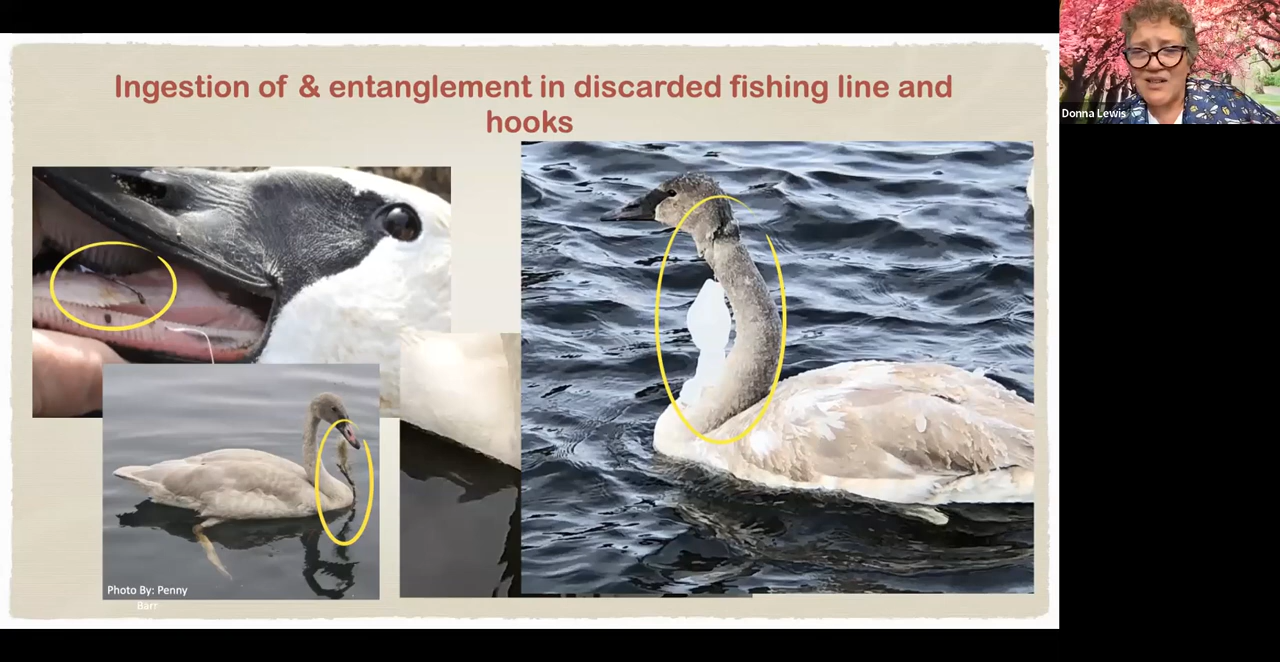 Ingestion of & entanglement in discarded fishing line and
hooks
Donna Lewis
Photo By: Penny
Barr